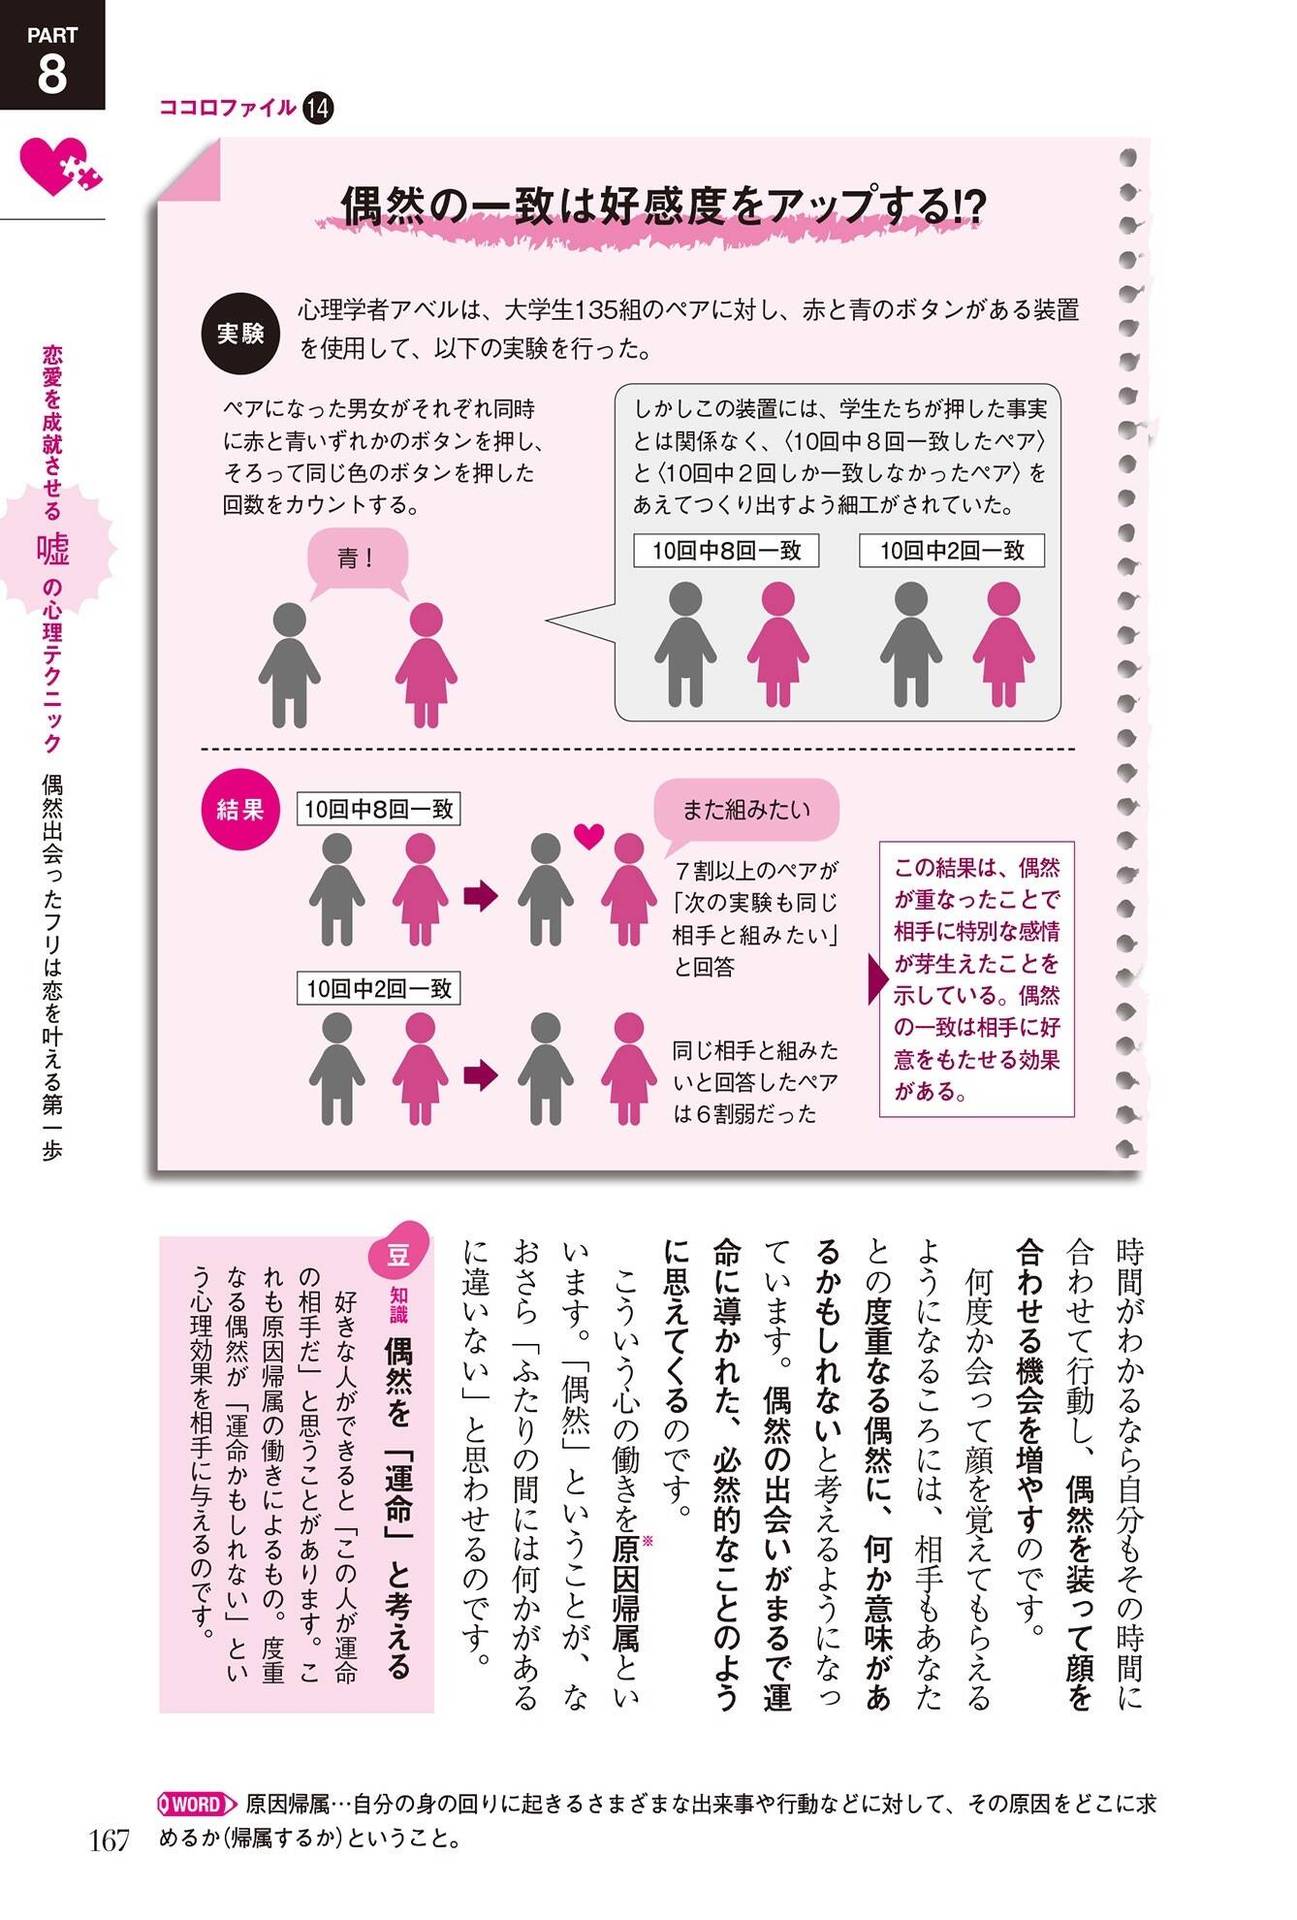 PART
8
恋愛を成就させる 嘘 の心理テクニック 偶然出会ったフリは恋を叶える第一歩
ココロファイル⓮
偶然の一致は好感度をアップする!?
実験
心理学者アベルは、大学生135組のペアに対し、赤と青のボタンがある装置
を使用して、以下の実験を行った。
ペアになった男女がそれぞれ同時
に赤と青いずれかのボタンを押し、
そろって同じ色のボタンを押した
回数をカウントする。
青！
しかしこの装置には、学生たちが押した事実
とは関係なく、〈10回中８回一致したペア〉
と〈10回中２回しか一致しなかったペア〉を
あえてつくり出すよう細工がされていた。
10回中8回一致
10回中2回一致
結果
10回中8回一致
また組みたい
７割以上のペアが
「次の実験も同じ
相手と組みたい」
と回答
10回中2回一致
同じ相手と組みた
いと回答したペア
は６割弱だった
この結果は、偶然
が重なったことで
相手に特別な感情
が芽生えたことを
示している。偶然
の一致は相手に好
意をもたせる効果
がある。
時間がわかるなら自分もその時間に
合わせて行動し、偶然を装って顔を
合わせる機会を増やすのです。
何度か会って顔を覚えてもらえる
ようになるころには、相手もあなた
との度重なる偶然に、何か意味があ
るかもしれないと考えるようになっ
ています。偶然の出会いがまるで運
命に導かれた、必然的なことのよう
に思えてくるのです。
こういう心の働きを原因帰属※とい
います。「偶然」ということが、な
おさら「ふたりの間には何かがある
に違いない」と思わせるのです。
豆知識
偶然を「運命」と考える
好きな人ができると「この人が運命
の相手だ」と思うことがあります。こ
れも原因帰属の働きによるもの。度重
なる偶然が「運命かもしれない」とい
う心理効果を相手に与えるのです。
WORD 原因帰属…自分の身の回りに起きるさまざまな出来事や行動などに対して、その原因をどこに求
めるか（帰属するか）ということ。
167